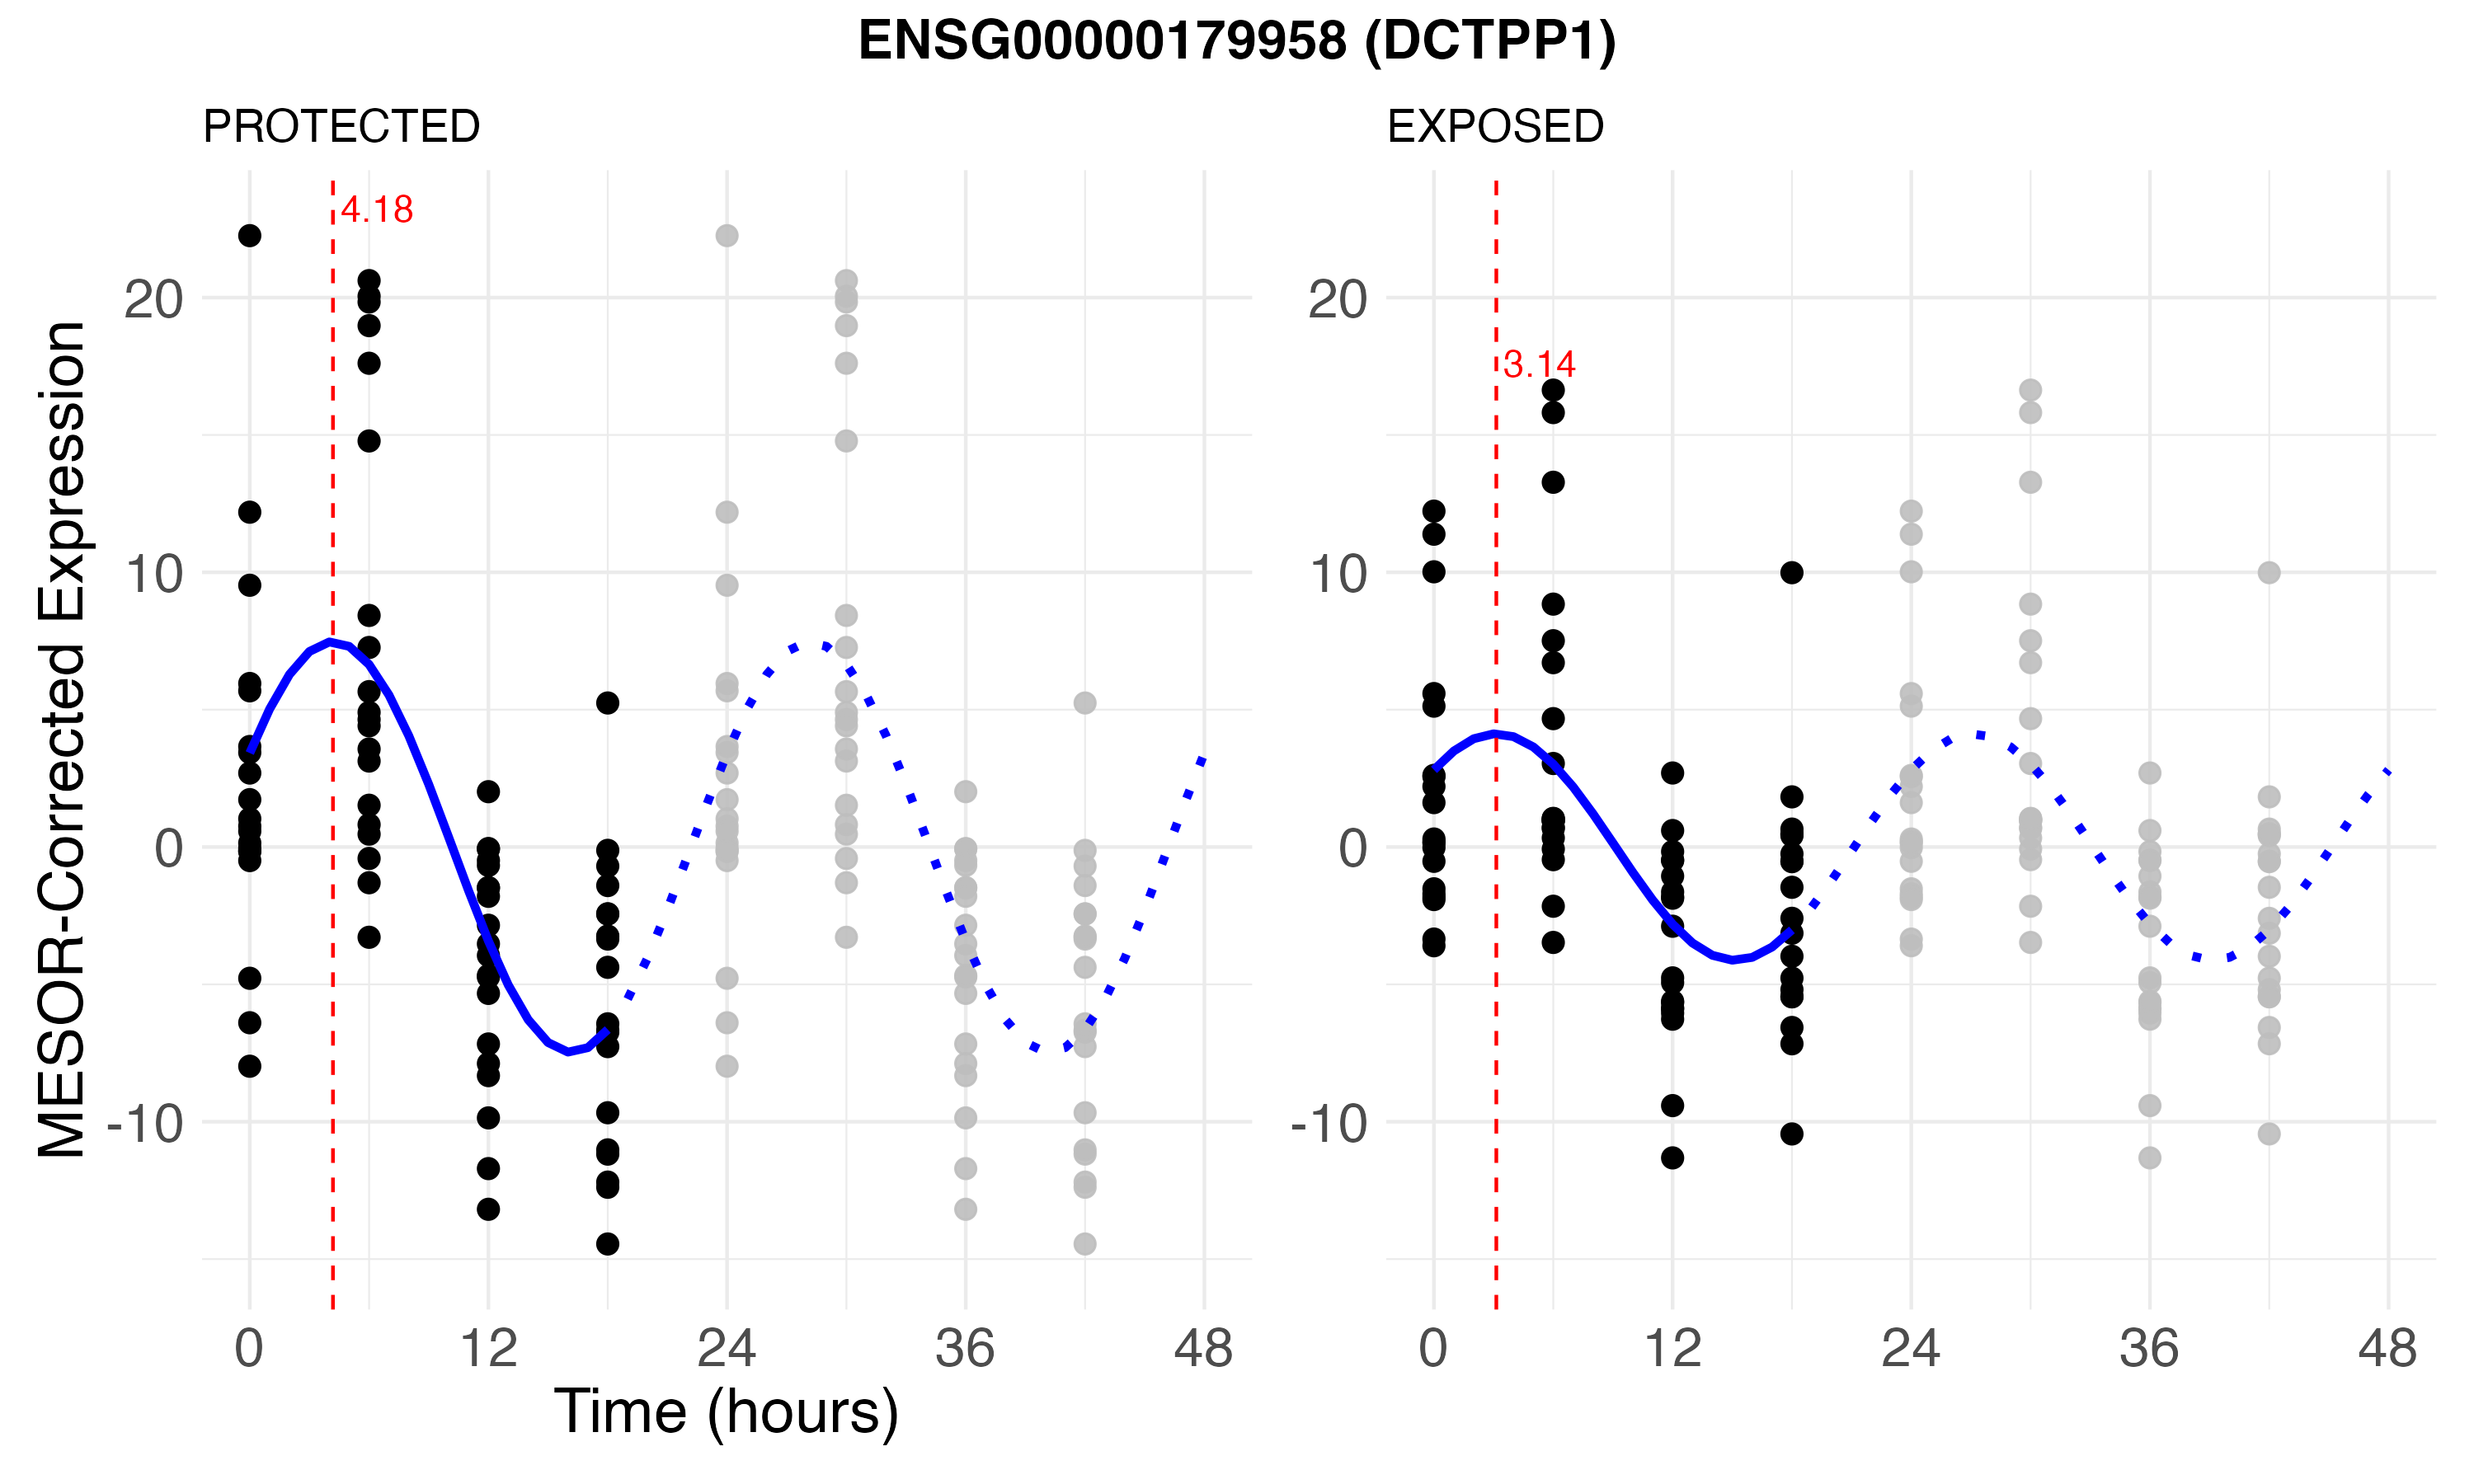 ENSG00000179958 (DCTPP1)
PROTECTED
EXPOSED
4.18
3.14
MESOR-Corrected Expression
20
10
0
-10
20
10
0
-10
0 12 24 36 48
0 12 24 36 48
Time (hours)